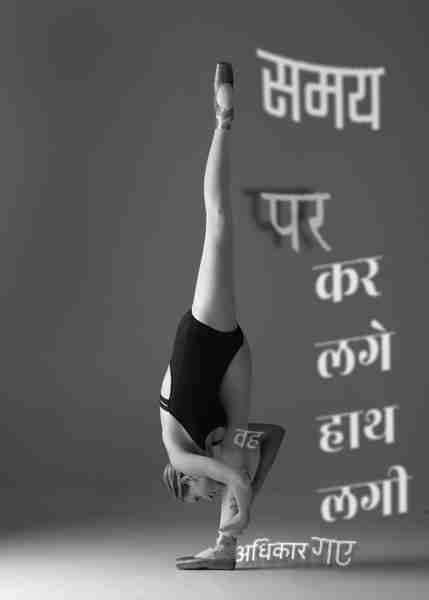 समय
पर
कर
लगे
हाथ
वह
लगी
अधिकार गए